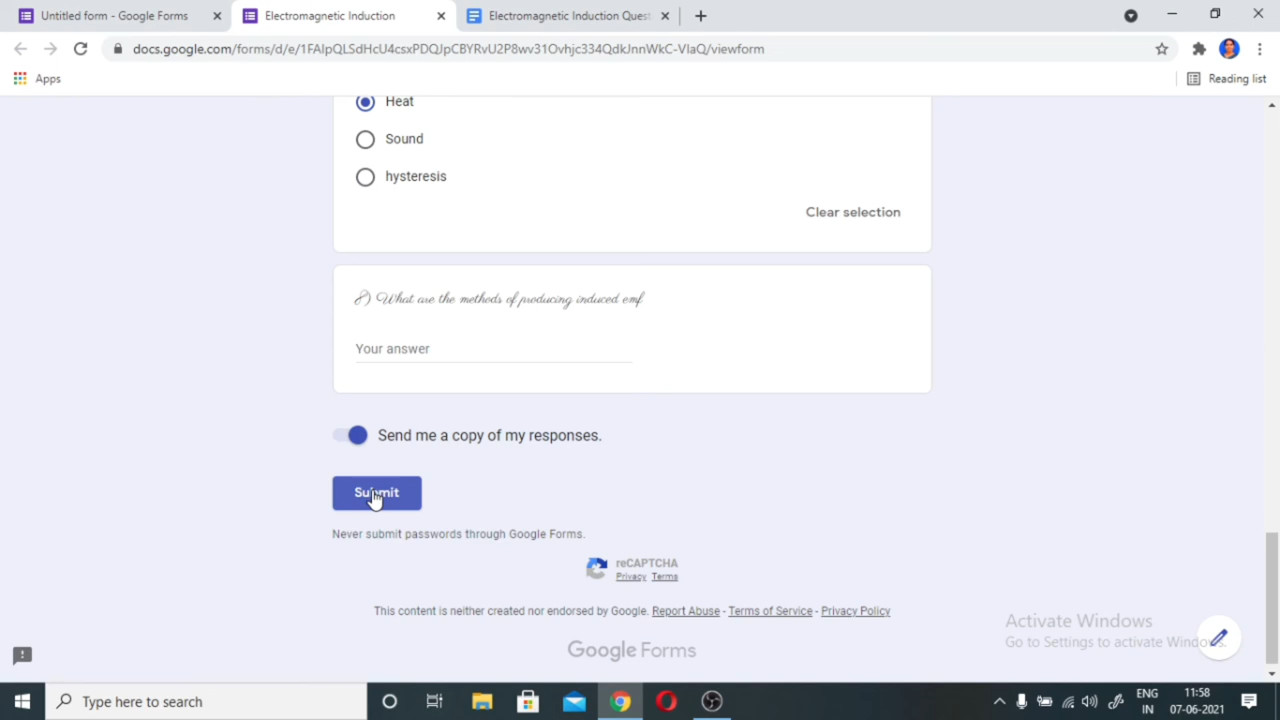 Untitled form - Google Forms
Electromagnetic Induction
Electromagnetic Induction Quest
docs.google.com/forms/d/e/1FAIpQLSdHcU4csxPDQJpCBYRvU2P8wv31Ovhjc334QdkJnnWkC-VIaQ/viewform
Apps
Reading list
Heat
Sound
hysteresis
Clear selection
8) What are the methods of producing induced emf
Your answer
Send me a copy of my responses.
Submit
Never submit passwords through Google Forms.
reCAPTCHA
Privacy Terms
This content is neither created nor endorsed by Google. Report Abuse - Terms of Service - Privacy Policy
Google Forms
Activate Windows
Go to Settings to activate Windows.
Type here to search
ENG
IN
11:58
07-06-2021